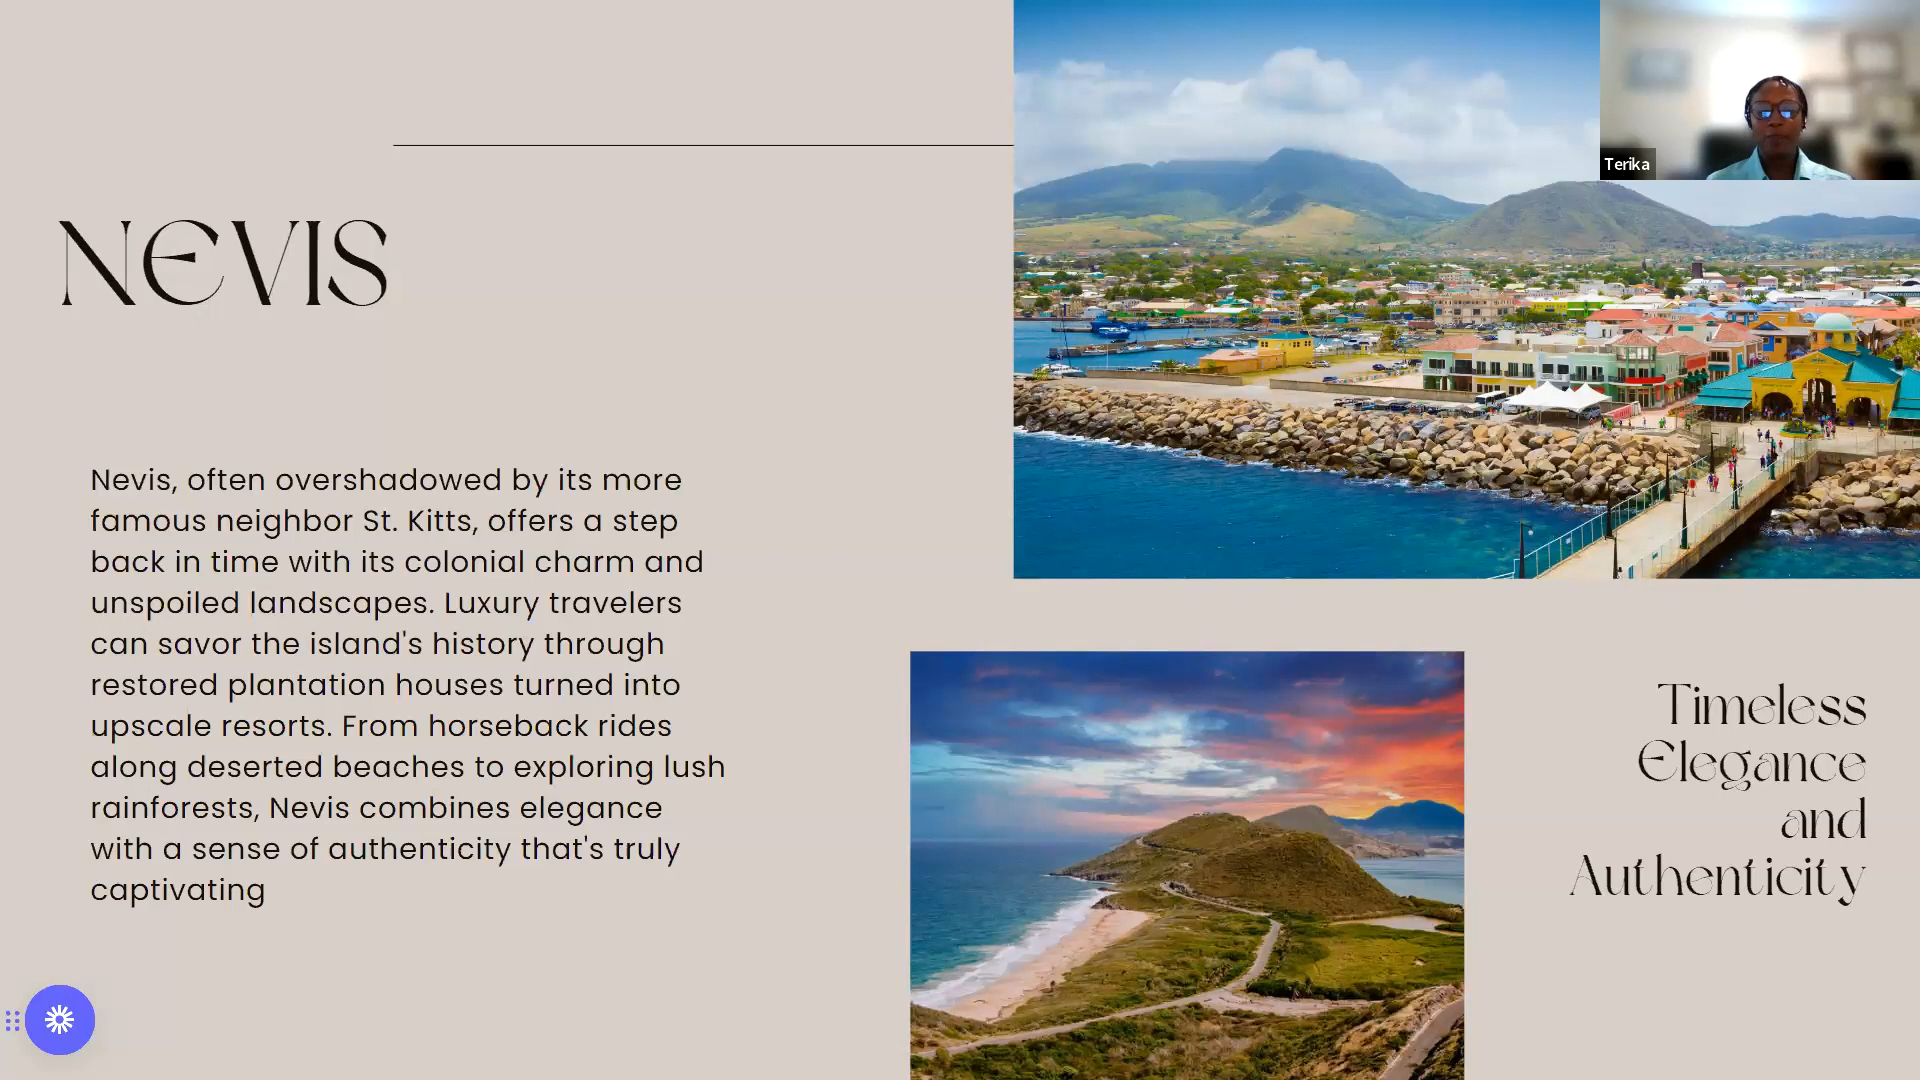 Terika
NEVIS
Nevis, often overshadowed by its more
famous neighbor St. Kitts, offers a step
back in time with its colonial charm and
unspoiled landscapes. Luxury travelers
can savor the island's history through
restored plantation houses turned into
upscale resorts. From horseback rides
along deserted beaches to exploring lush
rainforests, Nevis combines elegance
with a sense of authenticity that's truly
captivating
Timeless
Elegance
and
Authenticity